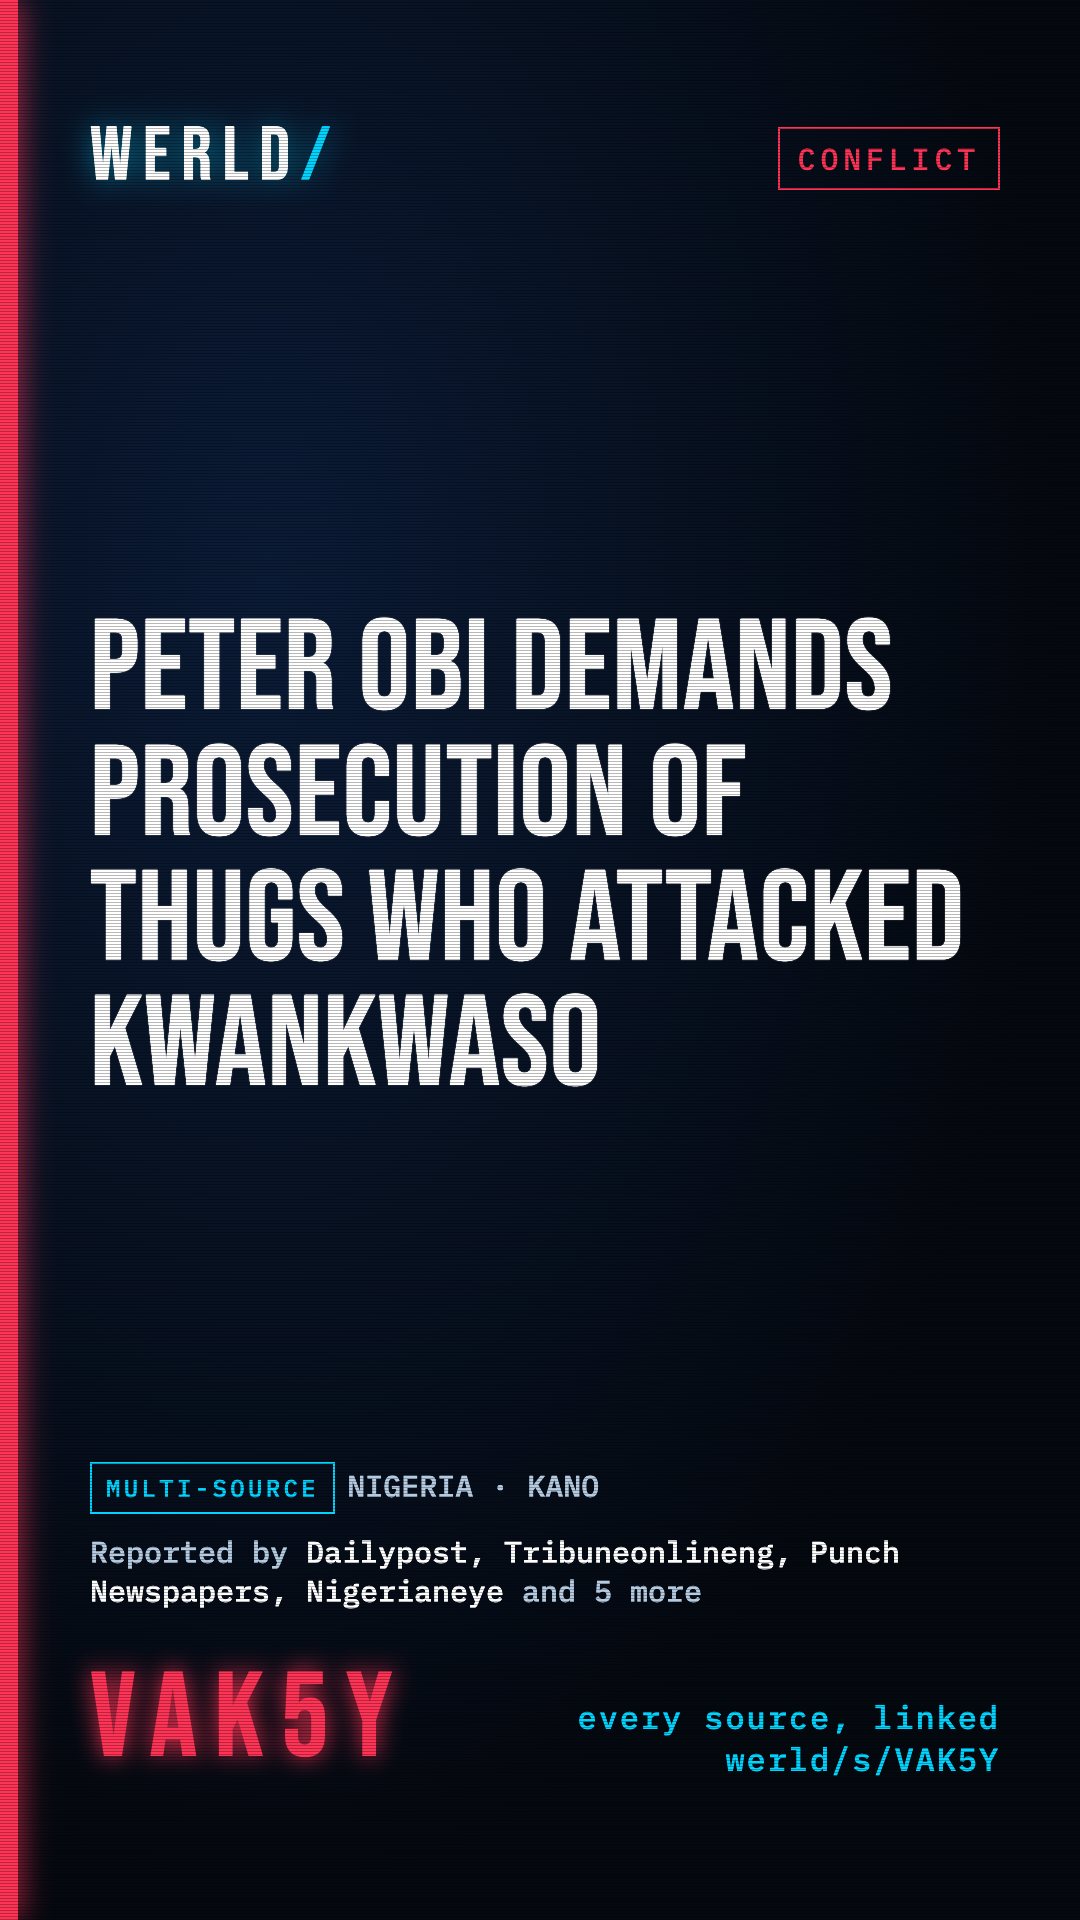 WERLD/
CONFLICT
PETER OBI DEMANDS
PROSECUTION OF
THUGS WHO ATTACKED
KWANKWASO
MULTI-SOURCE NIGERIA · KANO
Reported by Dailypost, Tribuneonlineng, Punch
Newspapers, Nigerianeye and 5 more
VAK5Y
every source, linked
werld/s/VAK5Y